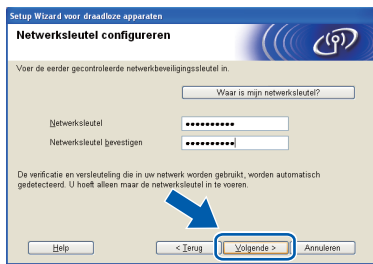 Setup Wizard voor draadloze apparaten
Netwerksleutel configureren
Voer de eerder gecontroleerde netwerkbeveiligingssleutel in.
Waar is mijn netwerksleutel?
Netwerksleutel ●●●●●●●●●●
Netwerksleutel bevestigen ●●●●●●●●●●
De verificatie en versleuteling die in uw netwerk worden gebruikt, worden automatisch
gedetecteerd. U hoeft alleen maar de netwerksleutel in te voeren.
Help
< Terug
Volgende >
Annuleren